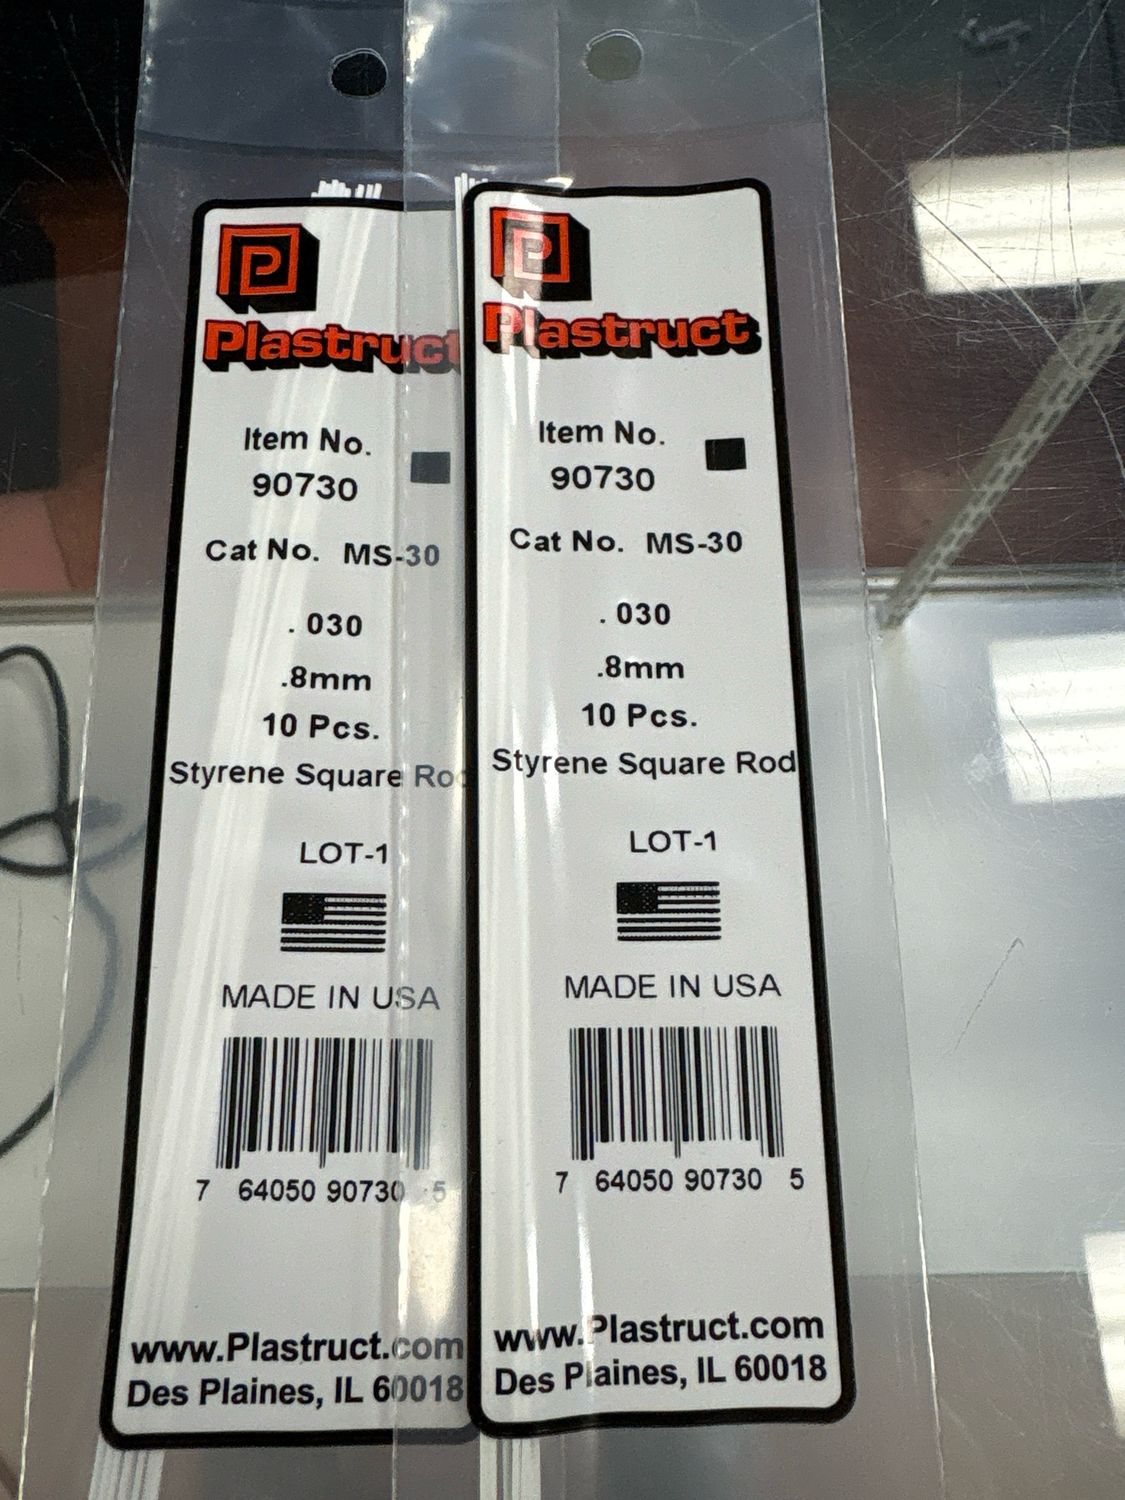 P
Plastruct
Item No.
90730
Cat No. MS-30
. 030
.8mm
10 Pcs.
Styrene Square Rod
LOT-1
MADE IN USA
7 64050 90730 5
www.Plastruct.com
Des Plaines, IL 60018
P
Plastruct
Item No.
90730
Cat No. MS-30
. 030
.8mm
10 Pcs.
Styrene Square Rod
LOT-1
MADE IN USA
7 64050 90730 5
www.Plastruct.com
Des Plaines, IL 60018